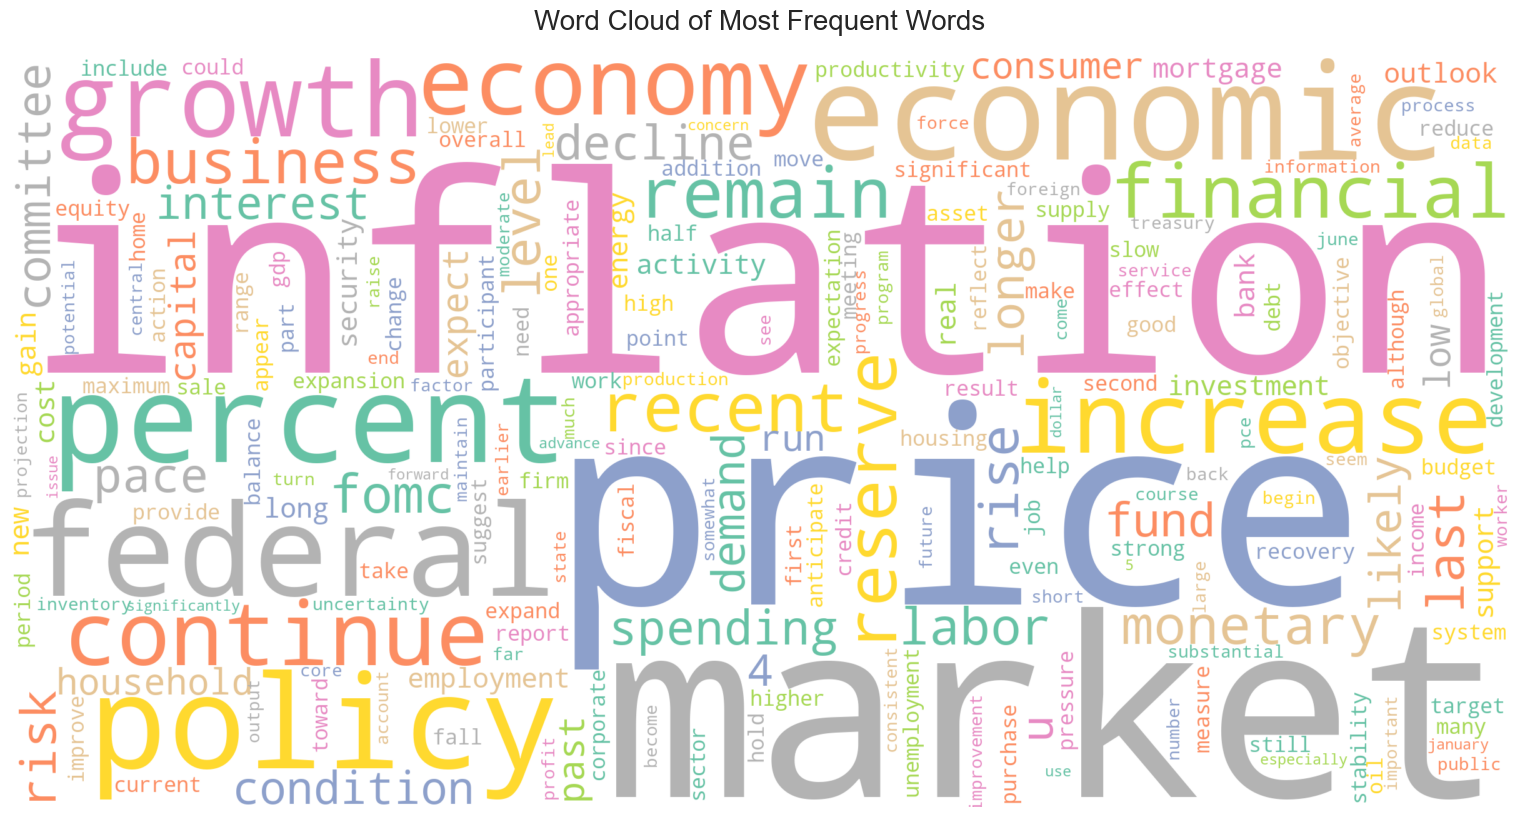 Word Cloud of Most Frequent Words
include
could
growth
economy
productivity
consumer
mortgage
outlook
economic
committee
business
lower
overall
lead
concern
decline
level
force
average
process
reduce
data
addition
move
significant
information
equity
home
interest
remain
foreign
asset
supply
treasury
financial
inflation
june
potential
central
action
capital
range
gdp
part
security
raise
change
expect
participant
moderate
need
one
appropriate
energy
half
activity
high
point
see
expectation
meeting
progress
program
real
reflect
longer
slow
service
effect
make
come
good
bank
debt
objective
although
low
global
development
gain
appear
end
maximum
sale
expansion
factor
work
production
result
second
investment
cost
percent
much
recent
reserve
increase
dollar
pce
projection
issue
new
pace
turn
balance
forward
maintain
advance
earlier
since
run
housing
rise
help
back
seem
budget
fomc
firm
long
provide
suggest
federal
price
demand
somewhat
first
anticipate
credit
future
job
course
begin
fund
strong
5
recovery
likely
last
income
support
worker
take
state
fiscal
even
short
large
period
inventory
significantly
uncertainty
expand
report
far
continue
spending
labor
monetary
system
substantial
household
core
employment
4
higher
market
risk
improve
policy
output
toward
account
fall
past
corporate
current
condition
profit
become
sector
hold
consistent
unemployment
improvement
purchase
u
pressure
use
number
measure
still
especially
stability
oil
important
target
many
january
public